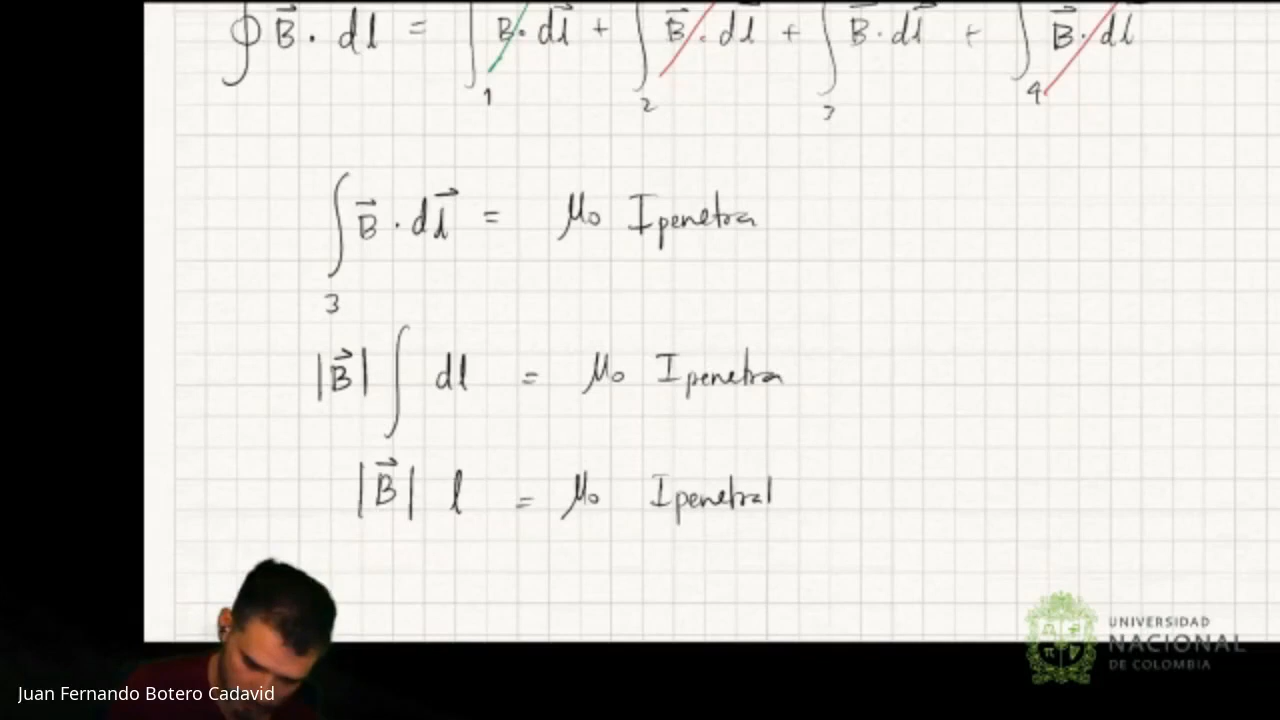 ∮ B⃗ · dl = ∫₁ B⃗ · dl⃗ + ∫₂ B⃗ · dl⃗ + ∫₃ B⃗ · dl⃗ + ∫₄ B⃗ · dl⃗
∫₃ B⃗ · dl⃗ = μ₀ Ipenetra
|B⃗| ∫ dl = μ₀ Ipenetra
|B⃗| l = μ₀ Ipenetral
UNIVERSIDAD
NACIONAL
DE COLOMBIA
Juan Fernando Botero Cadavid